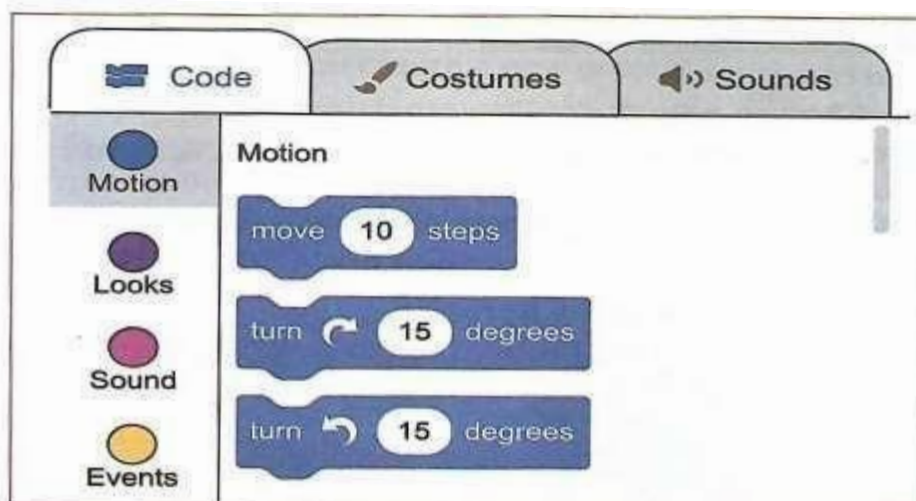 Code Costumes Sounds
Motion
Motion
move 10 steps
Looks
turn 15 degrees
Sound
turn 15 degrees
Events